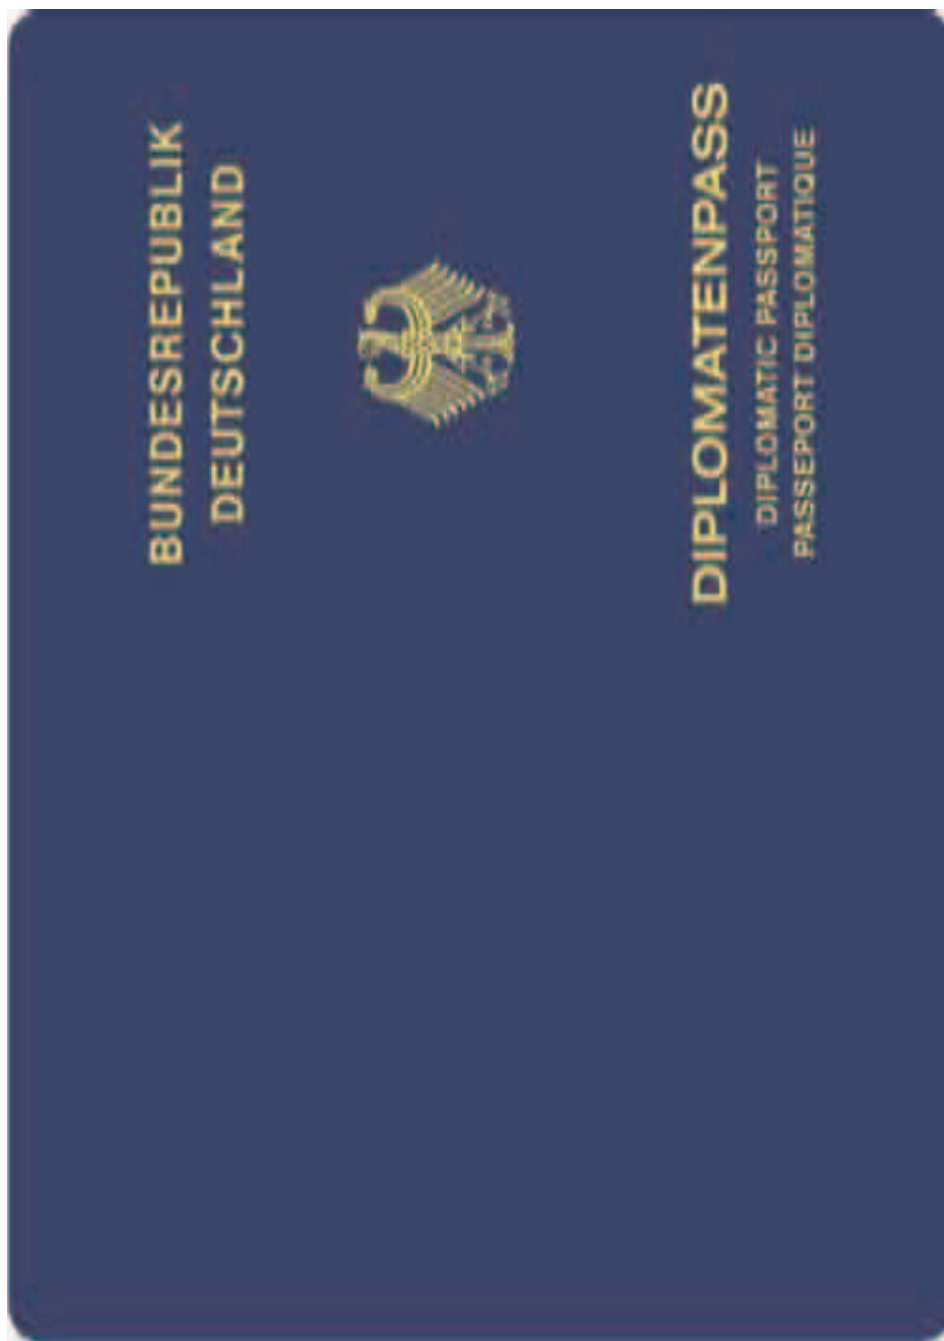 BUNDESREPUBLIK
DEUTSCHLAND
DIPLOMATENPASS
DIPLOMATIC PASSPORT
PASSEPORT DIPLOMATIQUE